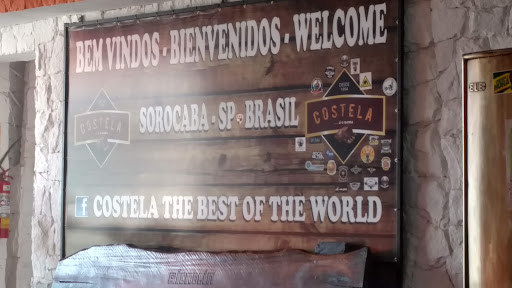 BEM VINDOS - BIENVENIDOS - WELCOME
COSTELA
SOROCABA - SP BRASIL
COSTELA
COSTELA THE BEST OF THE WORLD